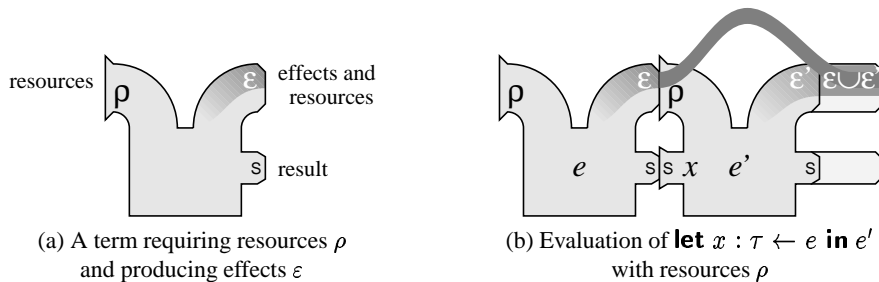 resources
ρ
ε
effects and
resources
s
result
(a) A term requiring resources ρ
and producing effects ε
ρ
ε
ρ
ε'
ε∪ε'
e
s
s
x
e'
s
(b) Evaluation of let x : τ ← e in e′
with resources ρ